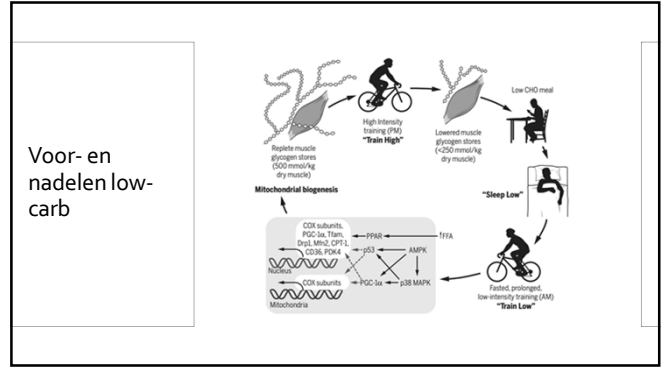 Voor- en
nadelen low-
carb
Replete muscle
glycogen stores
(500 mmol/kg
dry muscle)
High Intensity
training (PM)
"Train High"
Lowered muscle
glycogen stores
(<250 mmol/kg
dry muscle)
Low CHO meal
"Sleep Low"
Fasted, prolonged,
low-intensity training (AM)
"Train Low"
Mitochondrial biogenesis
COX subunits,
PGC-1α, Tfam,
Drp1, Mfn2, CPT-1,
CD36, PDK4
Nucleus
PPAR
↑FFA
p53
AMPK
COX subunits
PGC-1α
p38 MAPK
Mitochondria